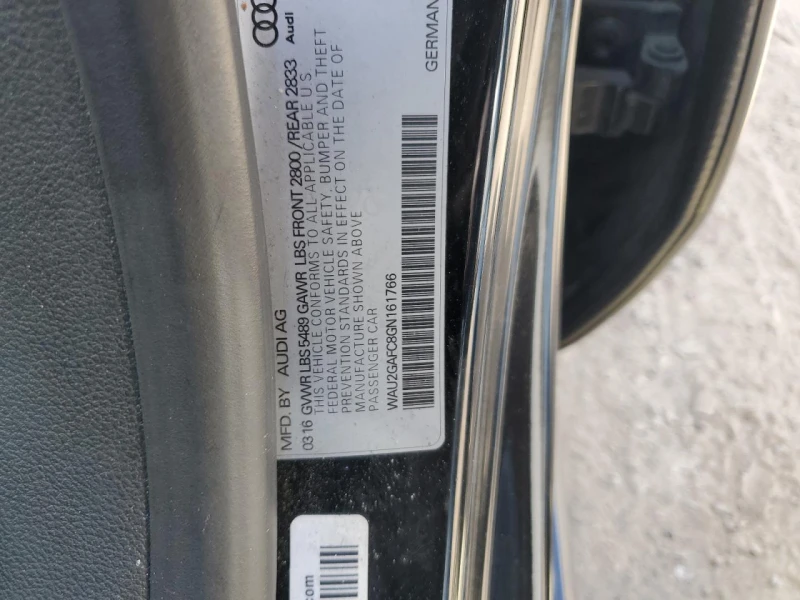 Audi
MFD. BY AUDI AG
03 16 GVWR LBS 5489 GAWR LBS FRONT 2800 /REAR 2833
THIS VEHICLE CONFORMS TO ALL APPLICABLE U.S.
FEDERAL MOTOR VEHICLE SAFETY, BUMPER AND THEFT
PREVENTION STANDARDS IN EFFECT ON THE DATE OF
MANUFACTURE SHOWN ABOVE
PASSENGER CAR
WAU2GAFC8GN161766
GERMAN
.com